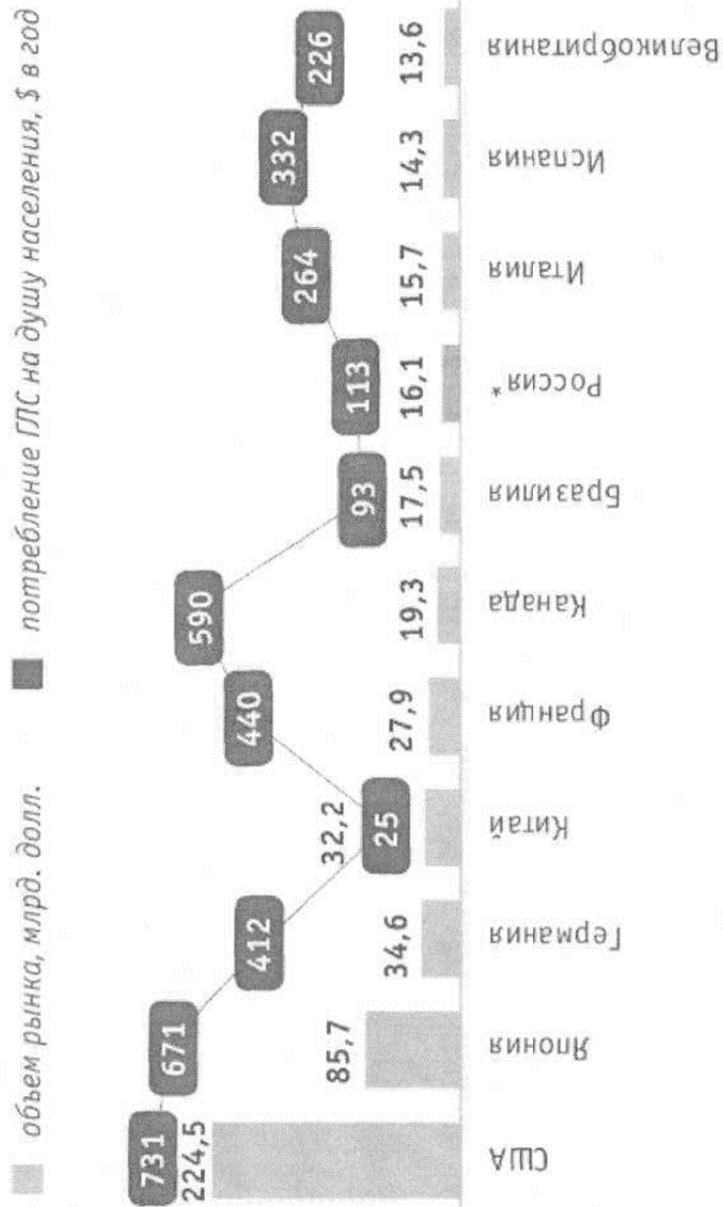 объем рынка, млрд. долл.
потребление ГЛС на душу населения, $ в год
731
671
412
25
440
590
93
113
264
332
226
224,5
85,7
34,6
32,2
27,9
19,3
17,5
16,1
15,7
14,3
13,6
США
Япония
Германия
Китай
Франция
Канада
Бразилия
Россия*
Италия
Испания
Великобритания